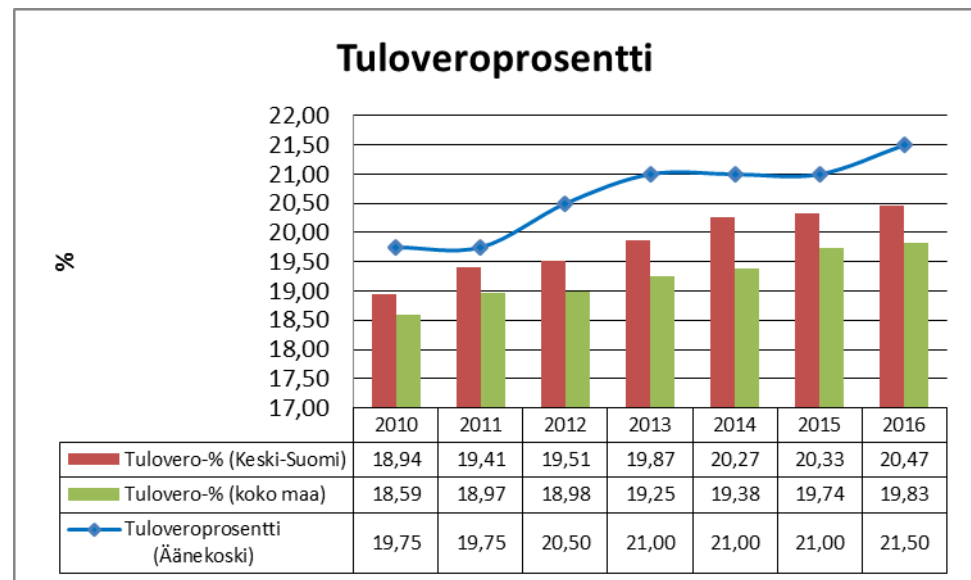 Tuloveroprosentti
%
22,00
21,50
21,00
20,50
20,00
19,50
19,00
18,50
18,00
17,50
17,00
2010 2011 2012 2013 2014 2015 2016
Tulovero-% (Keski-Suomi) 18,94 19,41 19,51 19,87 20,27 20,33 20,47
Tulovero-% (koko maa) 18,59 18,97 18,98 19,25 19,38 19,74 19,83
Tuloveroprosentti
(Äänekoski) 19,75 19,75 20,50 21,00 21,00 21,00 21,50